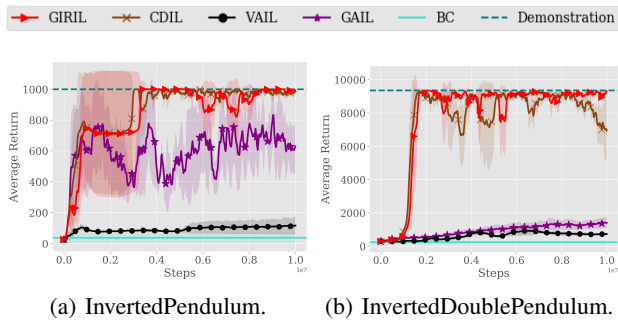 GIRIL CDIL VAIL GAIL BC Demonstration
Average Return
1000
800
600
400
200
0
0.0 0.2 0.4 0.6 0.8 1.0
1e7
Steps
(a) InvertedPendulum.
Average Return
10000
8000
6000
4000
2000
0
0.0 0.2 0.4 0.6 0.8 1.0
1e7
Steps
(b) InvertedDoublePendulum.